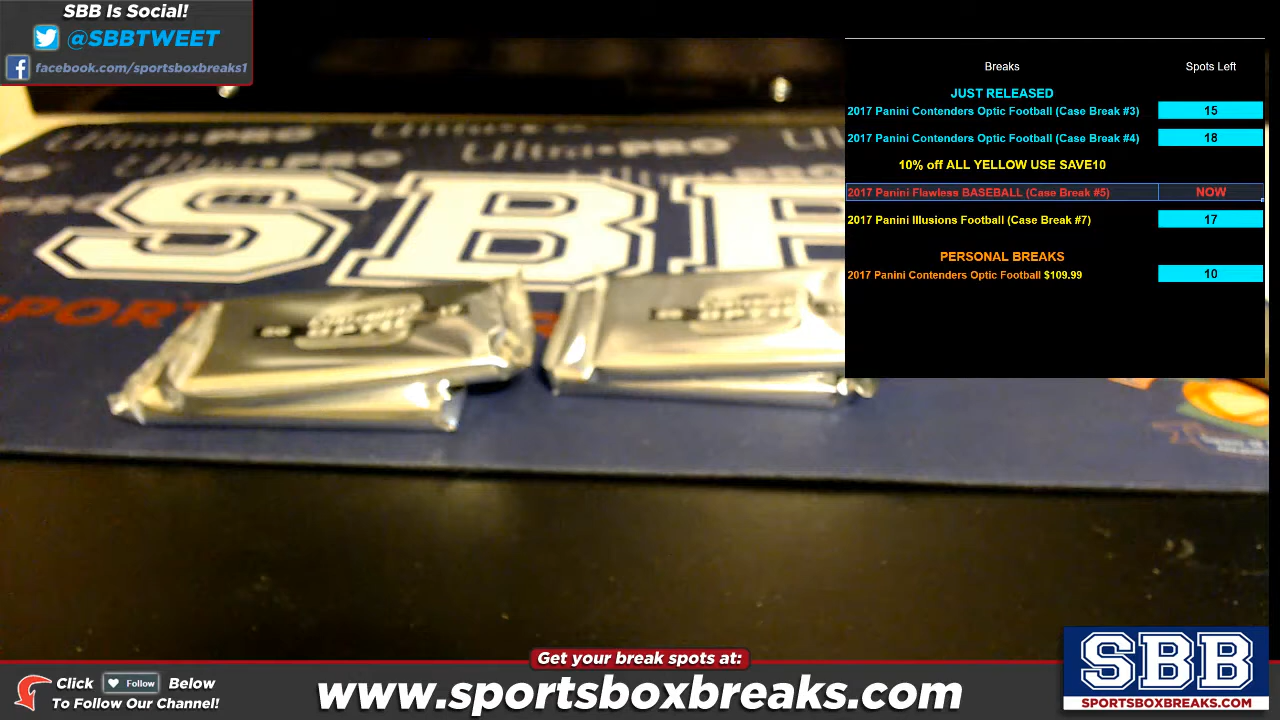 SBB Is Social!
@SBBTWEET
facebook.com/sportsboxbreaks1
Breaks Spots Left
JUST RELEASED
2017 Panini Contenders Optic Football (Case Break #3) 15
2017 Panini Contenders Optic Football (Case Break #4) 18
10% off ALL YELLOW USE SAVE10
2017 Panini Flawless BASEBALL (Case Break #5) NOW
2017 Panini Illusions Football (Case Break #7) 17
PERSONAL BREAKS
2017 Panini Contenders Optic Football $109.99 10
Ultra•PRO
SBB
SPORT
OPTIC
Get your break spots at:
Click Follow Below
To Follow Our Channel!
www.sportsboxbreaks.com
SBB
SPORTSBOXBREAKS.COM